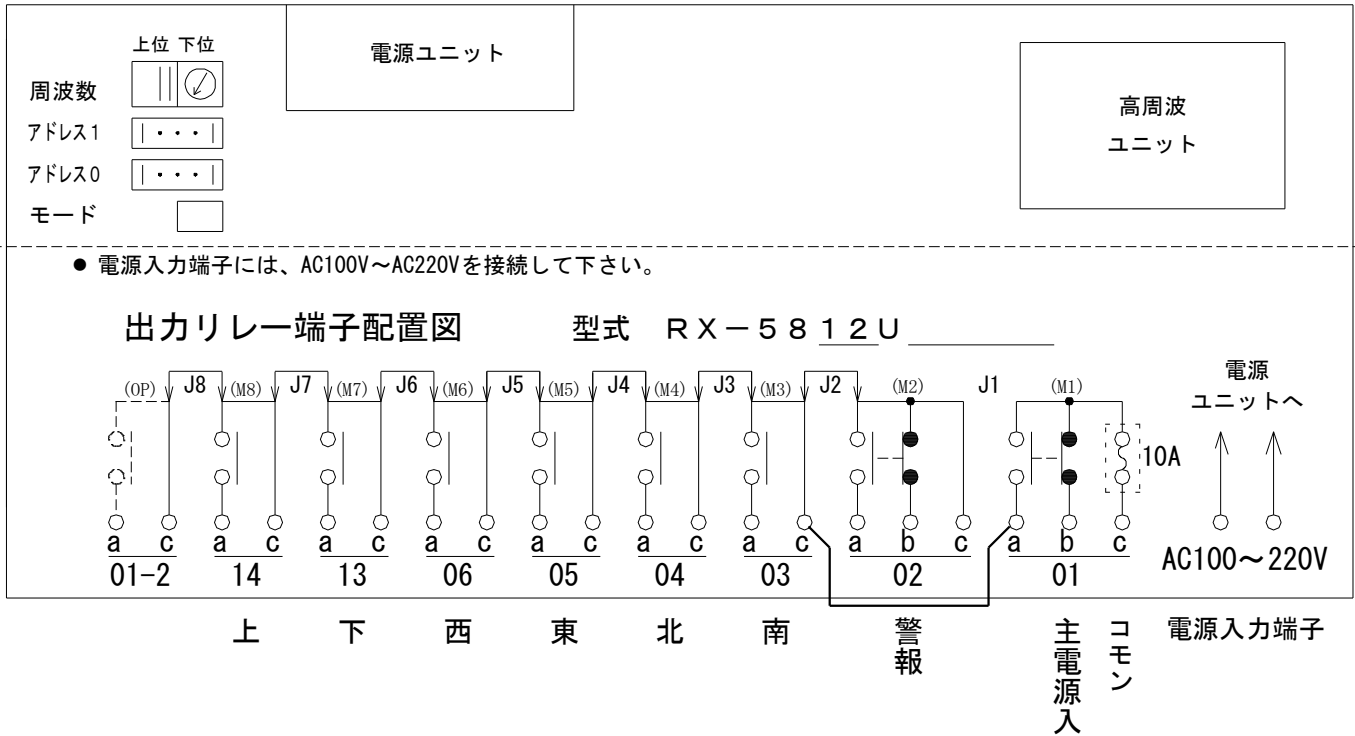 上位 下位
電源ユニット
周波数
高周波
ユニット
アドレス1
アドレス0
モード
● 電源入力端子には、AC100V～AC220Vを接続して下さい。
出力リレー端子配置図 型式 ＲＸ－５８１２Ｕ
(OP) J8 (M8) J7 (M7) J6 (M6) J5 (M5) J4 (M4) J3 (M3) J2 (M2) J1 (M1)
電源
ユニットへ
10A
a c a c a c a c a c a c a c a b c a b c
01-2 14 13 06 05 04 03 02 01 AC100～220V
上 下 西 東 北 南 警報 主電源入 コモン 電源入力端子